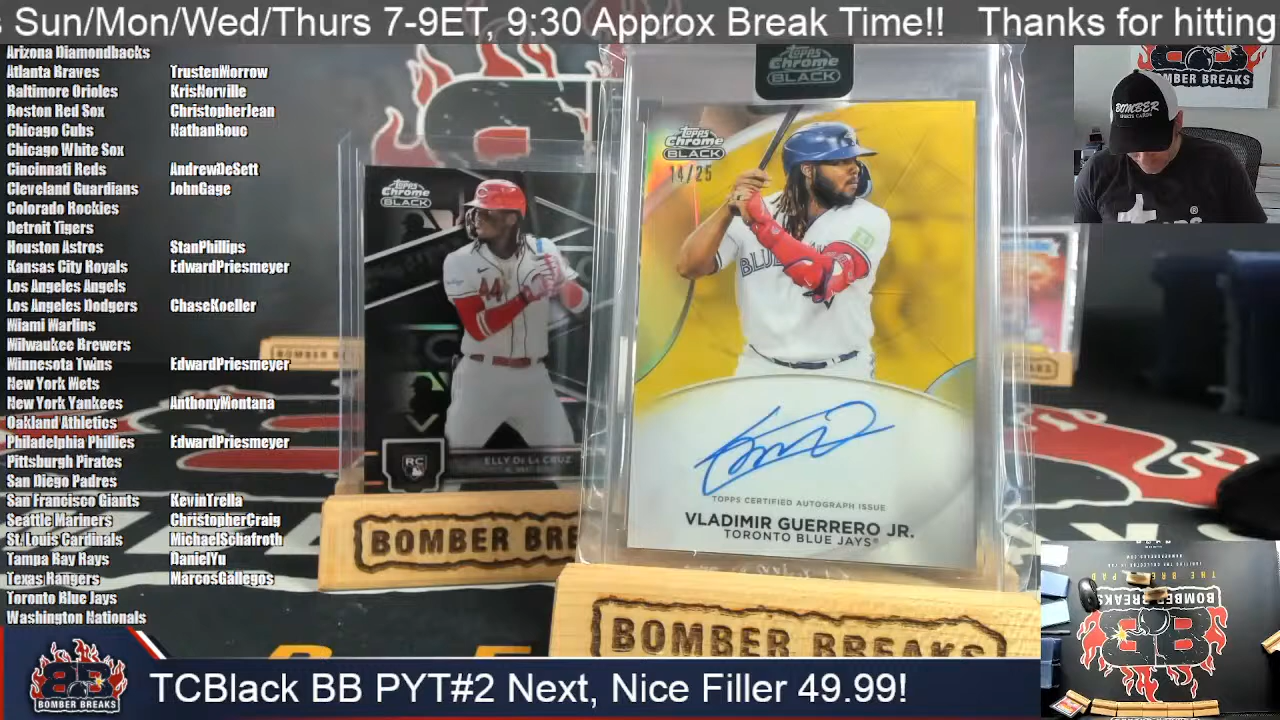 s Sun/Mon/Wed/Thurs 7-9ET, 9:30 Approx Break Time!!   Thanks for hitting
Arizona Diamondbacks
Atlanta Braves TrustenMorrow
Baltimore Orioles KrisNorville
Boston Red Sox ChristopherJean
Chicago Cubs NathanRouc
Chicago White Sox
Cincinnati Reds AndrewDeSett
Cleveland Guardians JohnGage
Colorado Rockies
Detroit Tigers
Houston Astros StanPhillips
Kansas City Royals EdwardPriesmeyer
Los Angeles Angels
Los Angeles Dodgers ChaseKoeller
Miami Marlins
Milwaukee Brewers
Minnesota Twins EdwardPriesmeyer
New York Mets
New York Yankees AnthonyMontana
Oakland Athletics
Philadelphia Phillies EdwardPriesmeyer
Pittsburgh Pirates
San Diego Padres
San Francisco Giants KevinTrella
Seattle Mariners ChristopherCraig
St. Louis Cardinals MichaelSchafroth
Tampa Bay Rays DanielYu
Texas Rangers MarcosGallegos
Toronto Blue Jays
Washington Nationals
Topps
Chrome
BLACK
44
RC
ELLY DE LA CRUZ
BOMBER BRE
Topps
Chrome
BLACK
Topps
Chrome
BLACK
14/25
BLUE
TOPPS CERTIFIED AUTOGRAPH ISSUE
VLADIMIR GUERRERO JR.
TORONTO BLUE JAYS®
BOMBER BREAKS
BOMBER BREAKS
BOMBER
BOMBER BREAKS
BOMBER BREAKS
TCBlack BB PYT#2 Next, Nice Filler 49.99!